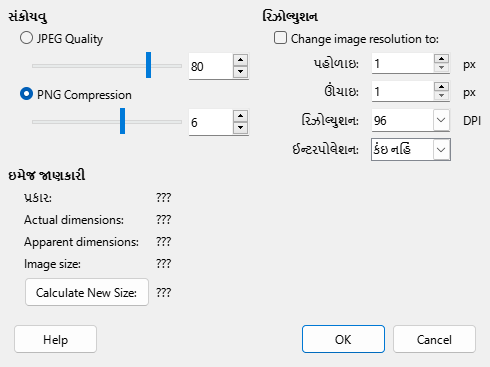 સંકોચવુ
JPEG Quality
80
PNG Compression
6
રિઝોલ્યુશન
Change image resolution to:
પહોળાઇ: 1 px
ઊંચાઇ: 1 px
રિઝોલ્યુશન: 96 DPI
ઈન્ટરપોલેશન: કંઇ નહિં
ઇમેજ જાણકારી
પ્રકાર: ???
Actual dimensions: ???
Apparent dimensions: ???
Image size: ???
Calculate New Size: ???
Help
OK
Cancel